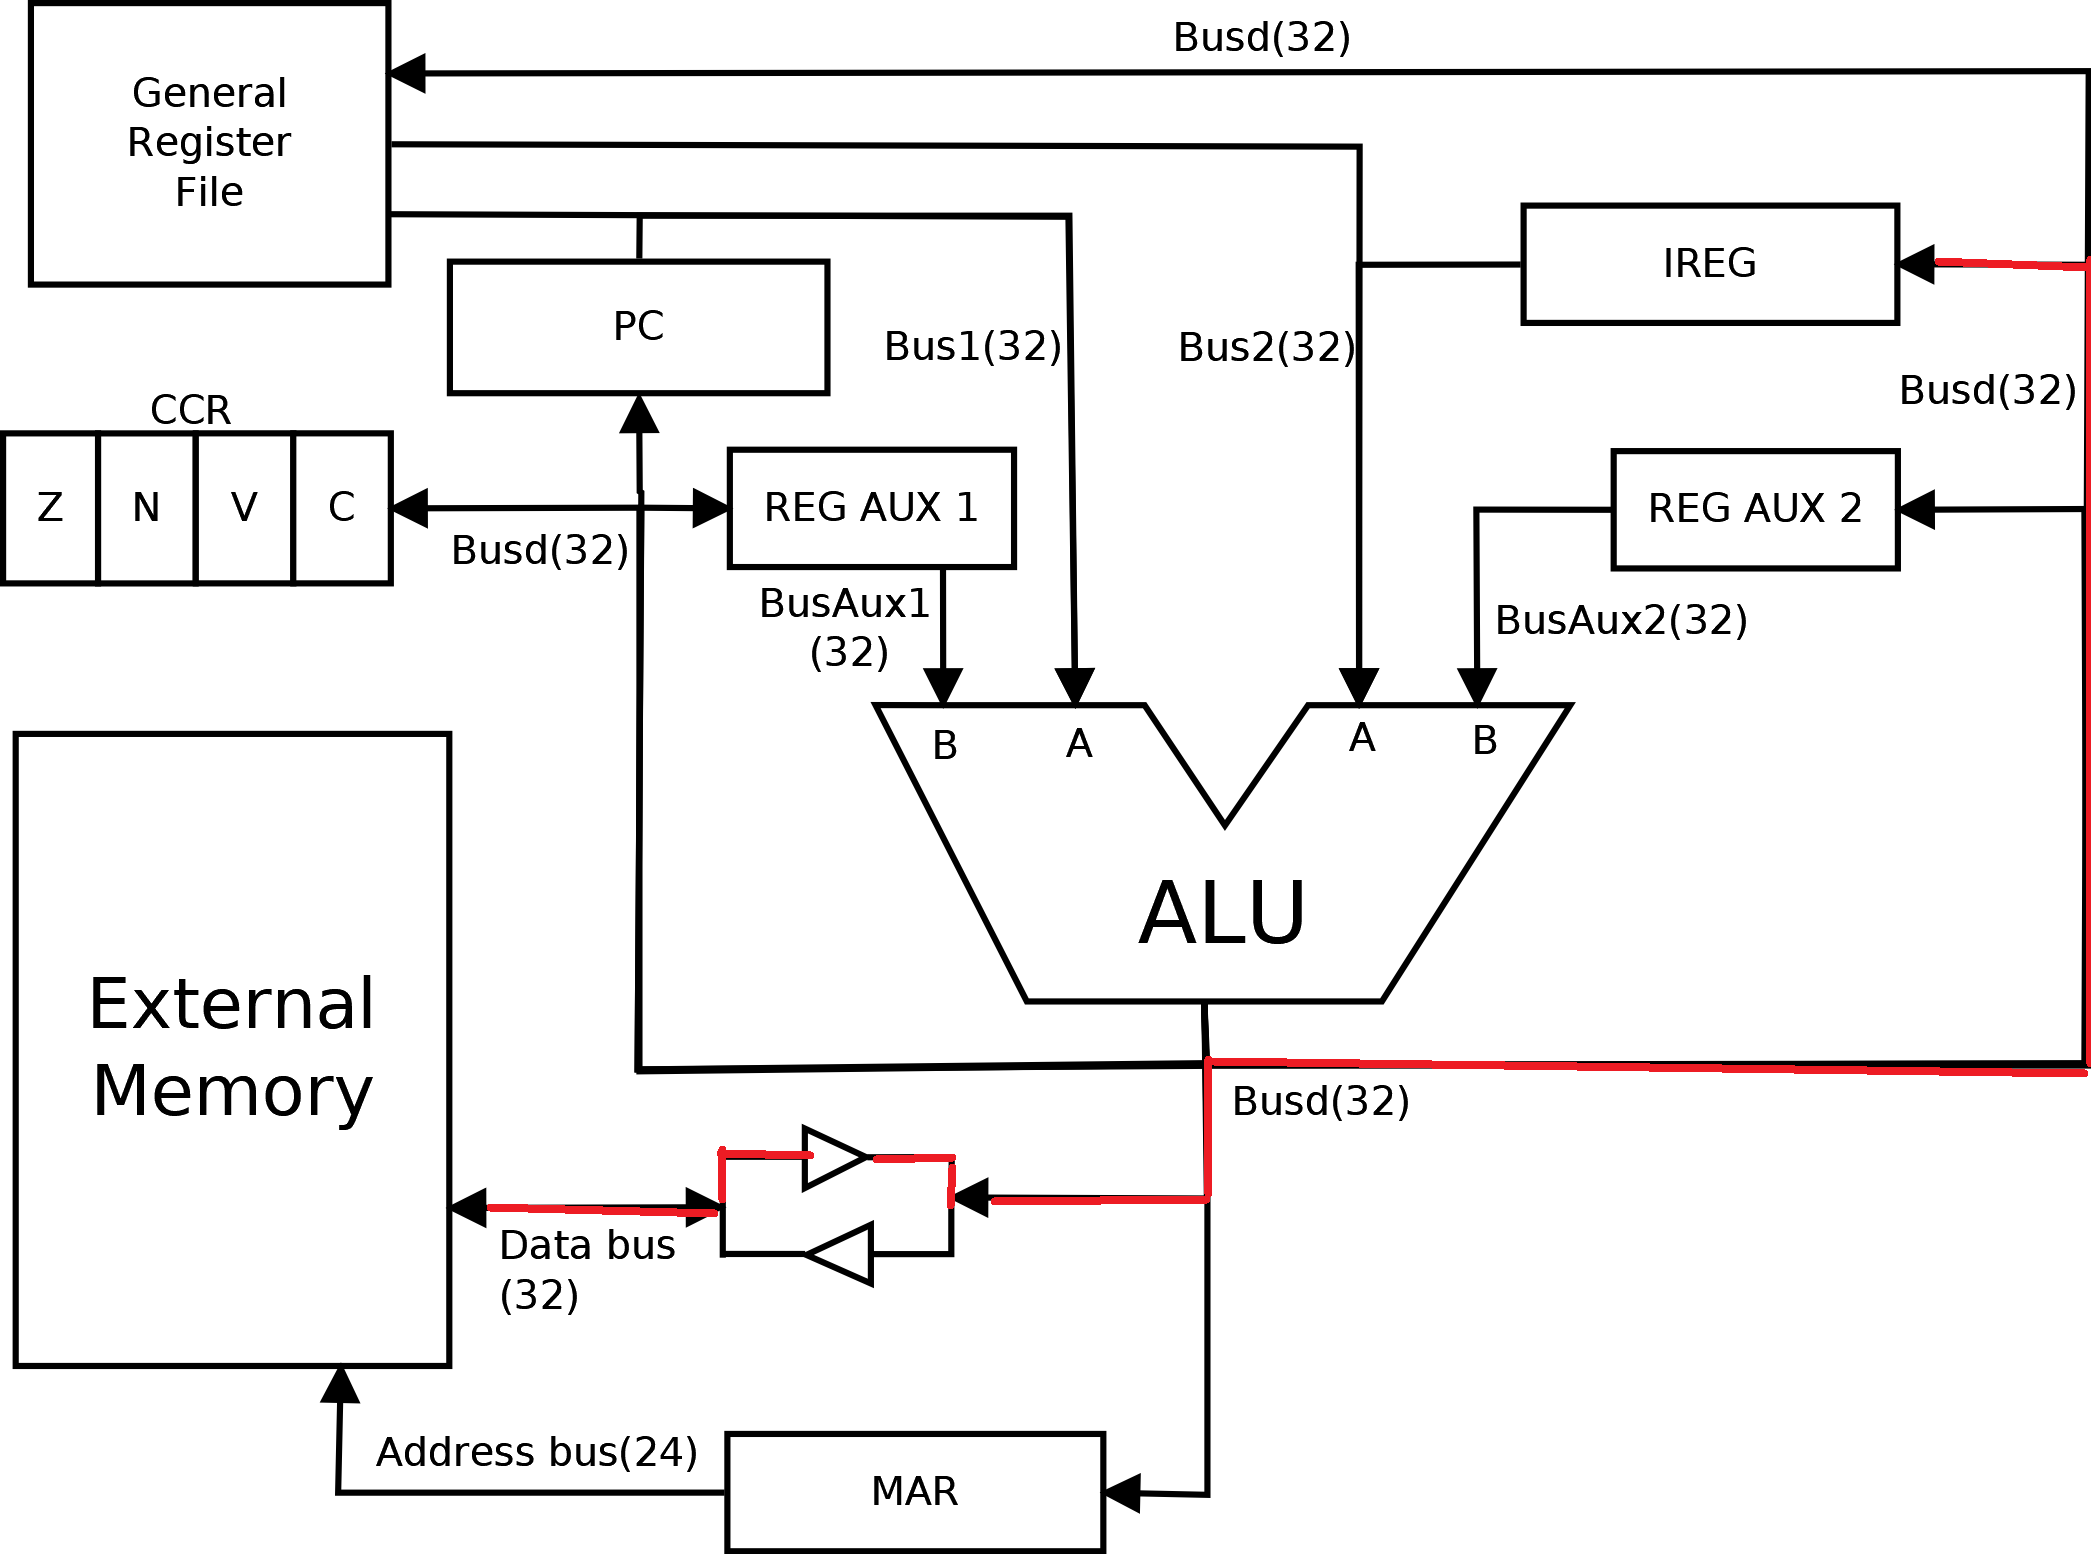 Busd(32)
General
Register
File
IREG
PC
Bus1(32)
Bus2(32)
Busd(32)
CCR
Z N V C
REG AUX 1
REG AUX 2
Busd(32)
BusAux1
(32)
BusAux2(32)
B A A B
ALU
External
Memory
Busd(32)
Data bus
(32)
Address bus(24)
MAR